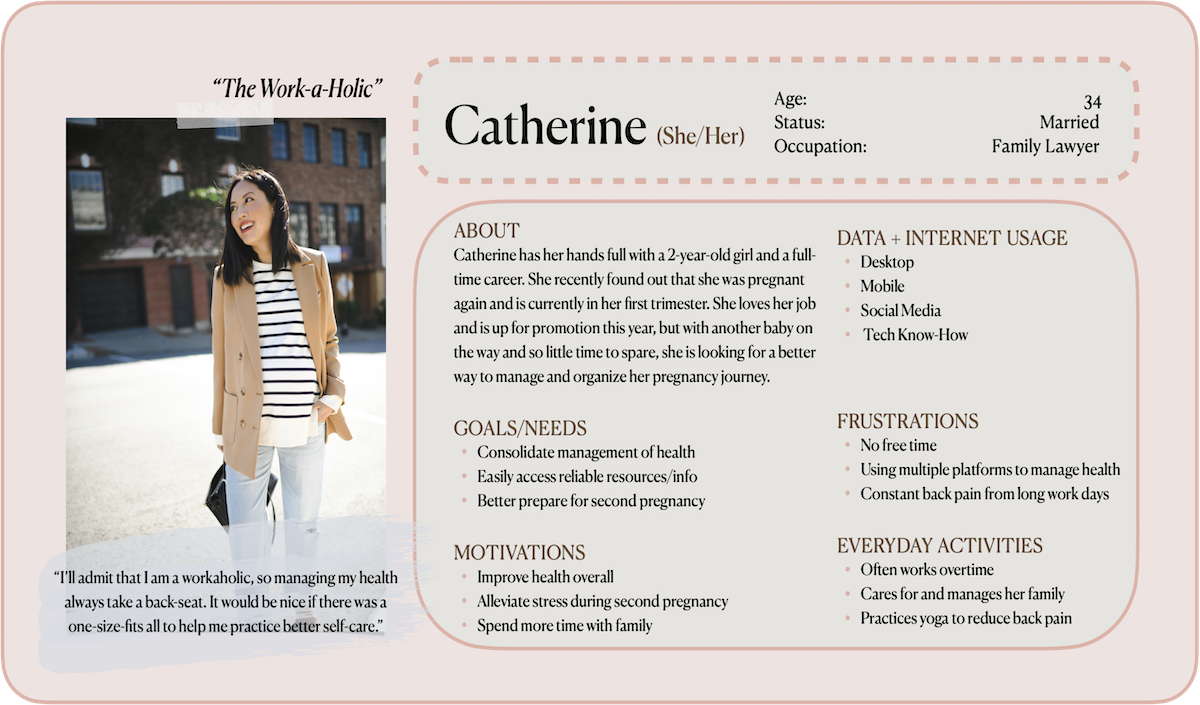 “The Work-a-Holic”
Catherine (She/Her)
Age: 34
Status: Married
Occupation: Family Lawyer
ABOUT
Catherine has her hands full with a 2-year-old girl and a full-
time career. She recently found out that she was pregnant
again and is currently in her first trimester. She loves her job
and is up for promotion this year, but with another baby on
the way and so little time to spare, she is looking for a better
way to manage and organize her pregnancy journey.
GOALS/NEEDS
• Consolidate management of health
• Easily access reliable resources/info
• Better prepare for second pregnancy
MOTIVATIONS
• Improve health overall
• Alleviate stress during second pregnancy
• Spend more time with family
DATA + INTERNET USAGE
• Desktop
• Mobile
• Social Media
• Tech Know-How
FRUSTRATIONS
• No free time
• Using multiple platforms to manage health
• Constant back pain from long work days
EVERYDAY ACTIVITIES
• Often works overtime
• Cares for and manages her family
• Practices yoga to reduce back pain
“I’ll admit that I am a workaholic, so managing my health
always take a back-seat. It would be nice if there was a
one-size-fits all to help me practice better self-care.”